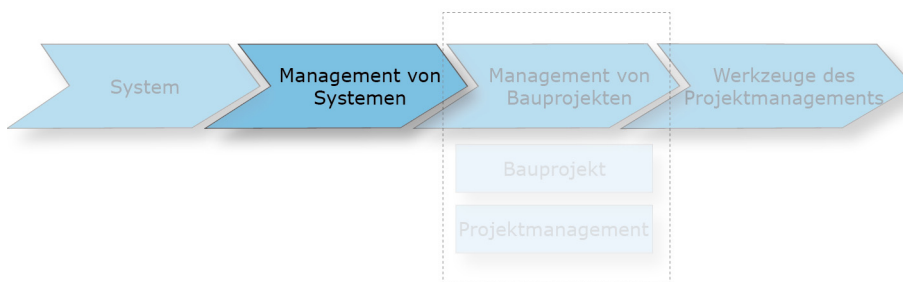 System
Management von
Systemen
Management von
Bauprojekten
Werkzeuge des
Projektmanagements
Bauprojekt
Projektmanagement